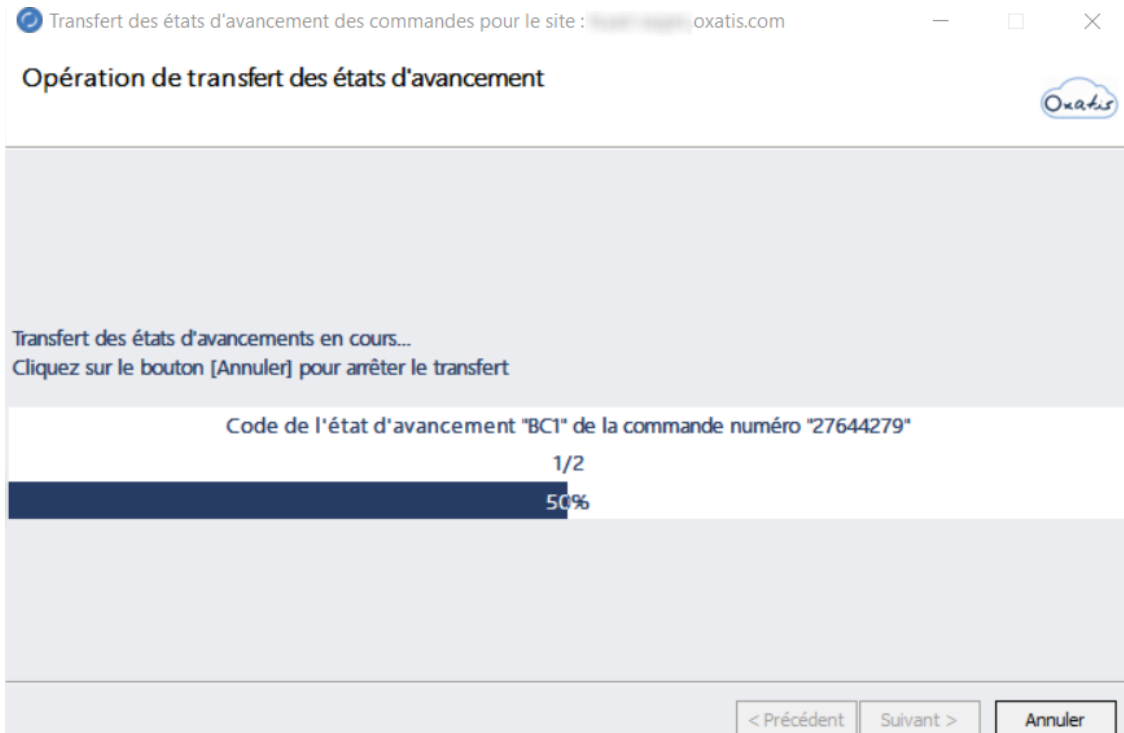 Transfert des états d'avancement des commandes pour le site : oxatis.com
Opération de transfert des états d'avancement
Oxatis
Transfert des états d'avancements en cours...
Cliquez sur le bouton [Annuler] pour arrêter le transfert
Code de l'état d'avancement "BC1" de la commande numéro "27644279"
1/2
50%
< Précédent Suivant > Annuler